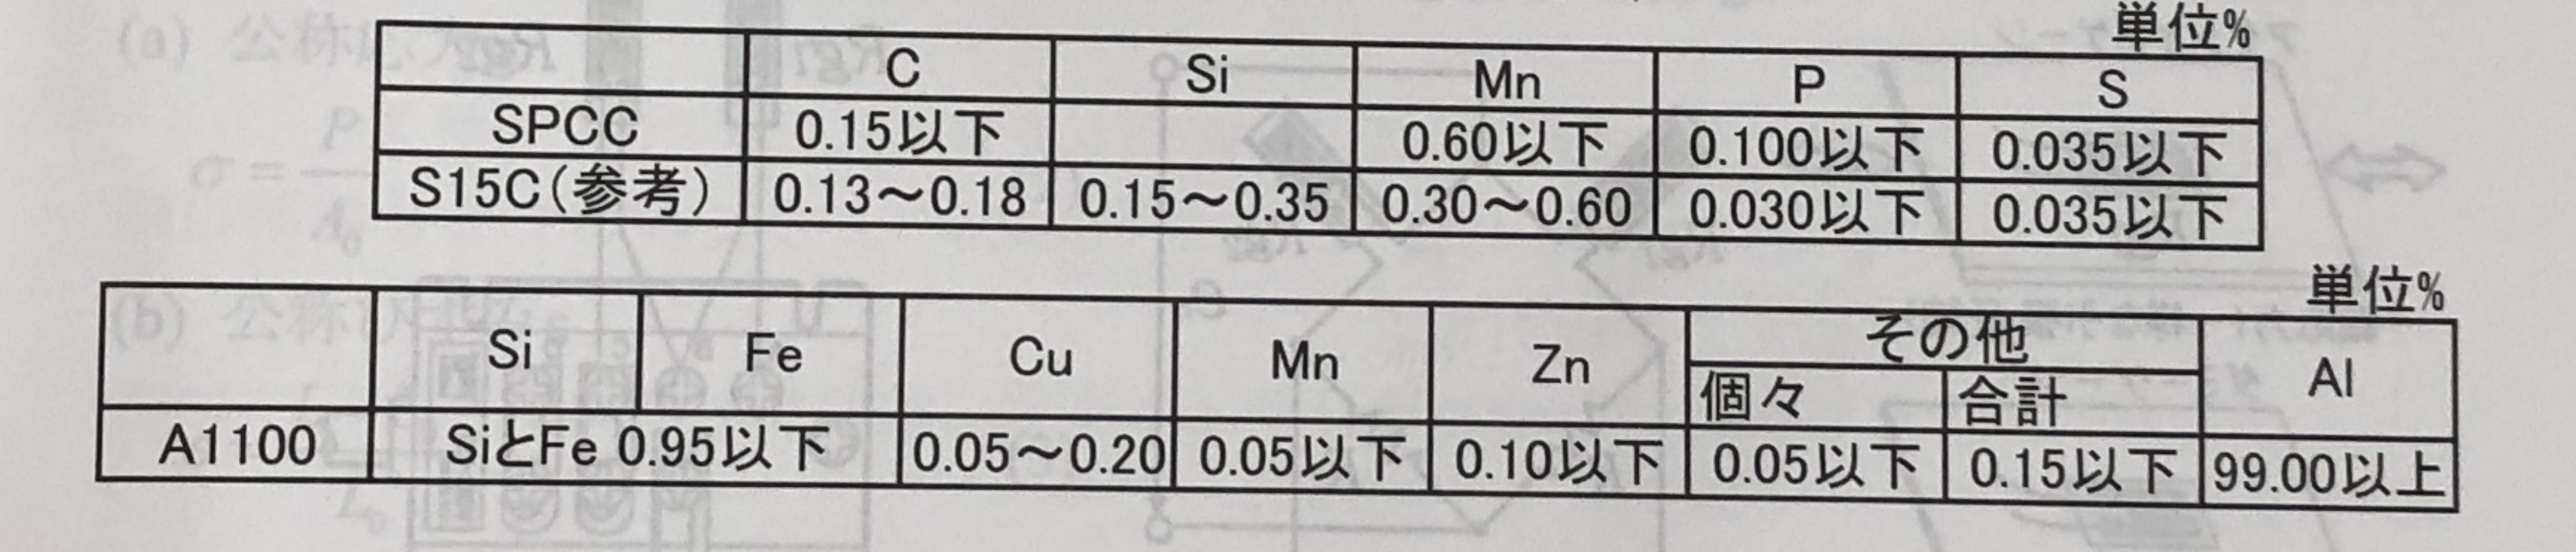 単位%
C Si Mn P S
SPCC 0.15以下 0.60以下 0.100以下 0.035以下
S15C(参考) 0.13～0.18 0.15～0.35 0.30～0.60 0.030以下 0.035以下
単位%
Si Fe Cu Mn Zn その他 Al
個々 合計
A1100 SiとFe 0.95以下 0.05～0.20 0.05以下 0.10以下 0.05以下 0.15以下 99.00以上